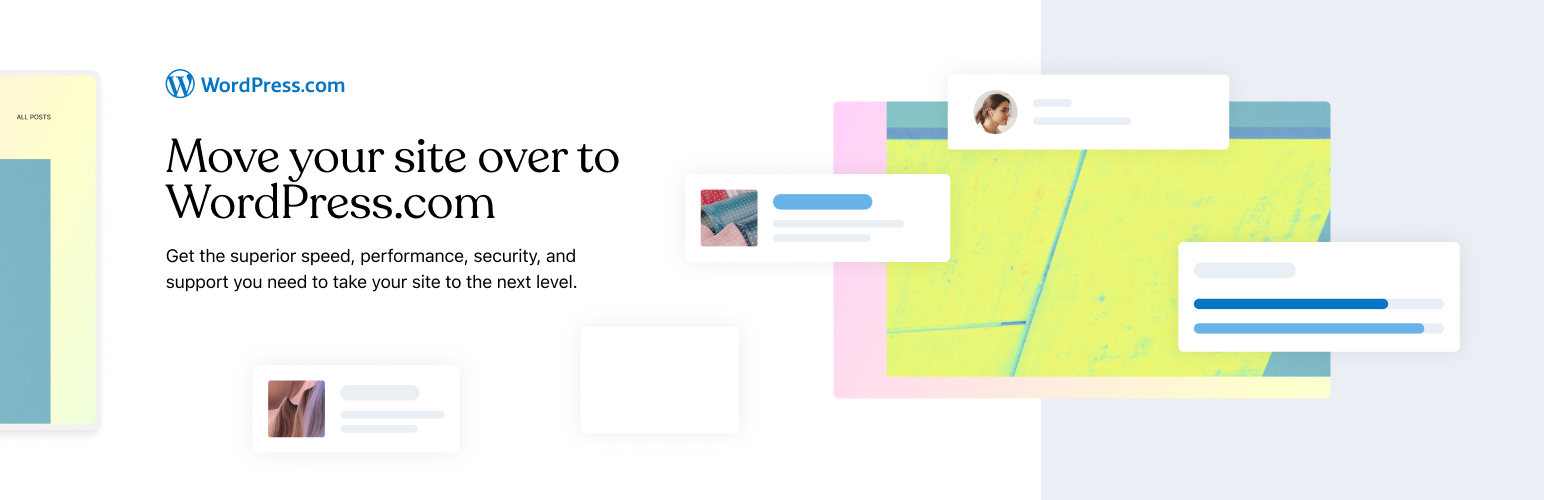 ALL POSTS
WordPress.com
Move your site over to
WordPress.com
Get the superior speed, performance, security, and
support you need to take your site to the next level.